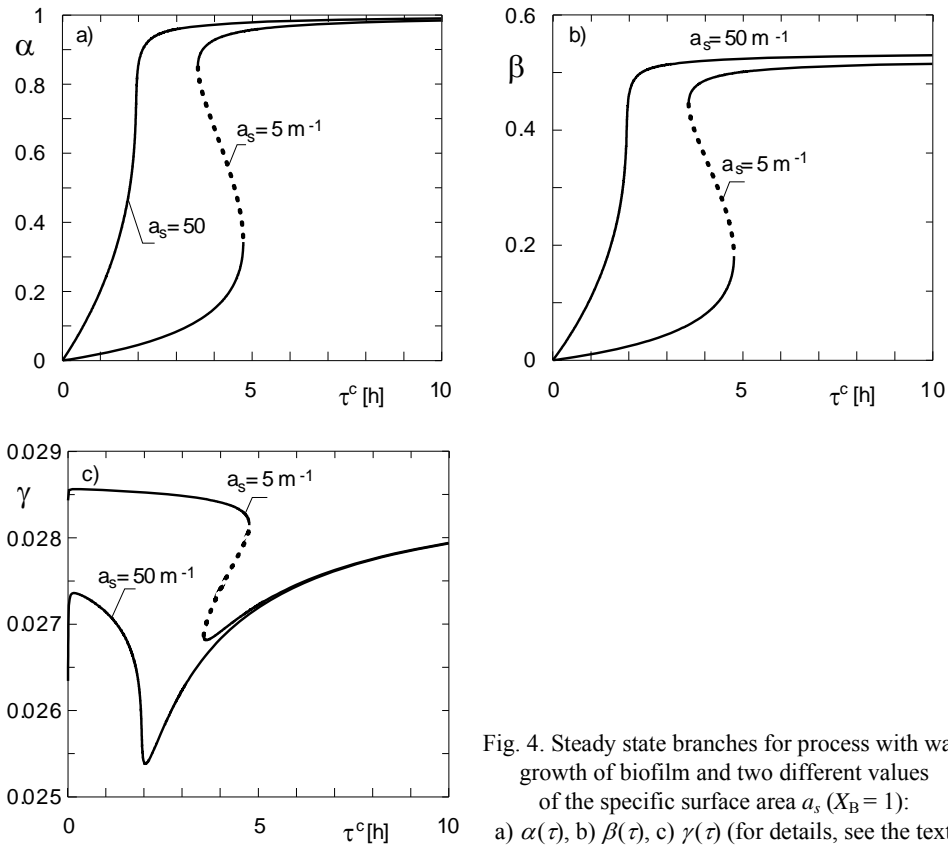 1
α
a)
0.8
a_s = 5 m⁻¹
0.6
0.4
a_s = 50
0.2
0
0 5 10
τᶜ [h]
0.6
β
b)
a_s = 50 m⁻¹
0.4
a_s = 5 m⁻¹
0.2
0
0 5 10
τᶜ [h]
0.029
γ
c)
a_s = 5 m⁻¹
0.028
a_s = 50 m⁻¹
0.027
0.026
0.025
0 5 10
τᶜ [h]
Fig. 4. Steady state branches for process with
growth of biofilm and two different values
of the specific surface area a_s (X_B = 1):
a) α(τ), b) β(τ), c) γ(τ) (for details, see the text